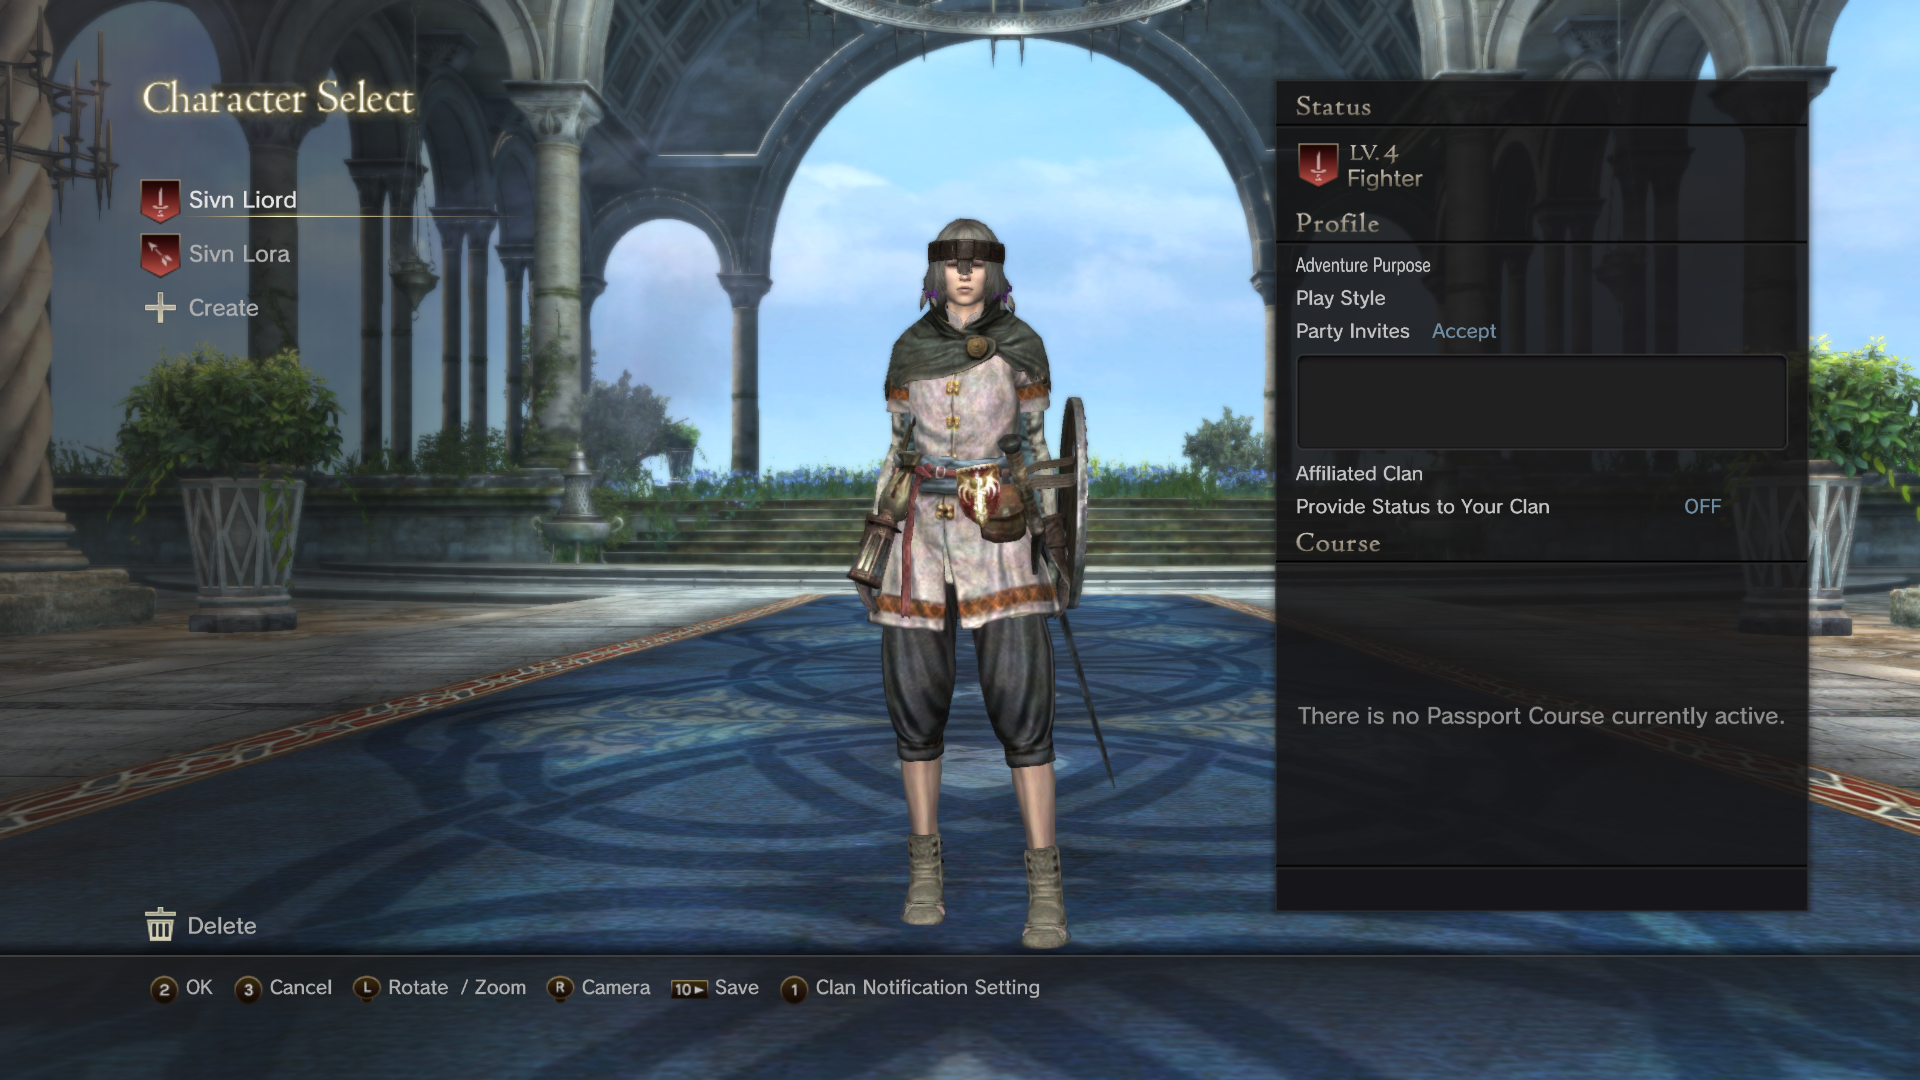 Character Select
Sivn Liord
Sivn Lora
Create
Delete
Status
LV. 4
Fighter
Profile
Adventure Purpose
Play Style
Party Invites Accept
Affiliated Clan
Provide Status to Your Clan OFF
Course
There is no Passport Course currently active.
2 OK 3 Cancel L Rotate / Zoom R Camera 10► Save 1 Clan Notification Setting